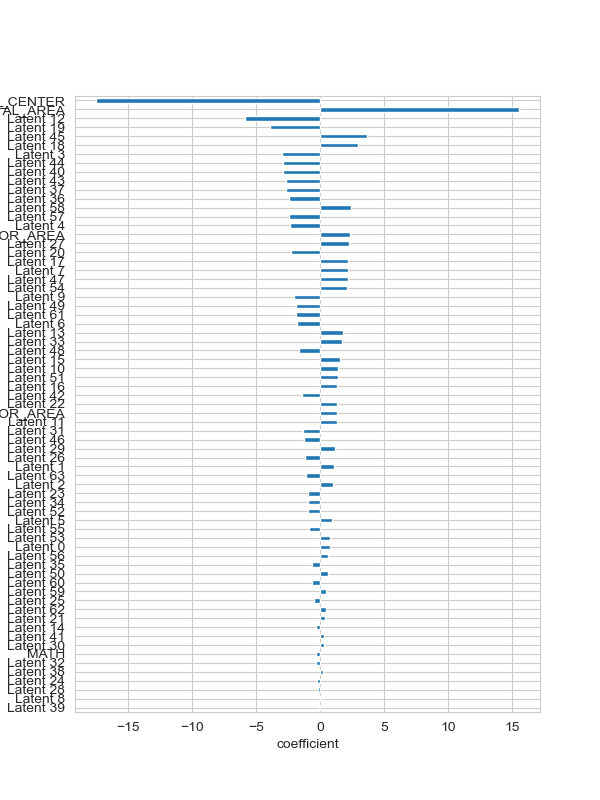 _CENTER
TAL_AREA
Latent 12
Latent 19
Latent 45
Latent 18
Latent 3
Latent 44
Latent 40
Latent 43
Latent 37
Latent 36
Latent 58
Latent 57
Latent 4
OR_AREA
Latent 27
Latent 20
Latent 17
Latent 7
Latent 47
Latent 54
Latent 9
Latent 49
Latent 61
Latent 6
Latent 13
Latent 33
Latent 48
Latent 15
Latent 10
Latent 51
Latent 16
Latent 42
Latent 22
OR_AREA
Latent 11
Latent 31
Latent 46
Latent 29
Latent 26
Latent 1
Latent 63
Latent 2
Latent 23
Latent 34
Latent 52
Latent 5
Latent 55
Latent 53
Latent 0
Latent 56
Latent 35
Latent 50
Latent 60
Latent 59
Latent 25
Latent 62
Latent 21
Latent 14
Latent 41
Latent 30
MATH
Latent 32
Latent 38
Latent 24
Latent 28
Latent 8
Latent 39
−15 −10 −5 0 5 10 15
coefficient